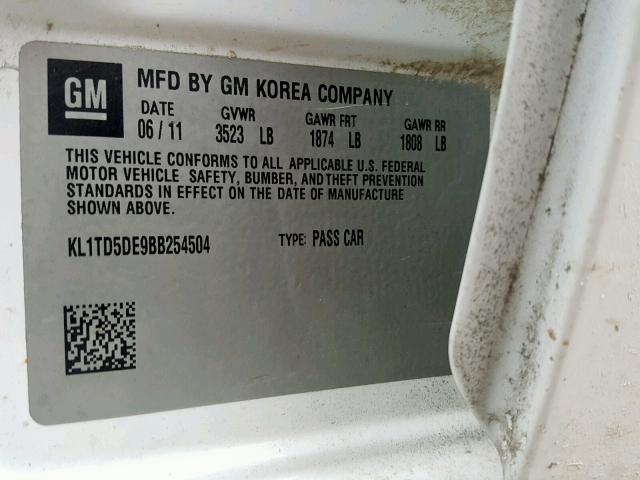 GM
MFD BY GM KOREA COMPANY
DATE GVWR GAWR FRT GAWR RR
06 / 11 3523 LB 1874 LB 1808 LB
THIS VEHICLE CONFORMS TO ALL APPLICABLE U.S. FEDERAL
MOTOR VEHICLE SAFETY, BUMBER, AND THEFT PREVENTION
STANDARDS IN EFFECT ON THE DATE OF MANUFACTURE
SHOWN ABOVE.
KL1TD5DE9BB254504 TYPE: PASS CAR